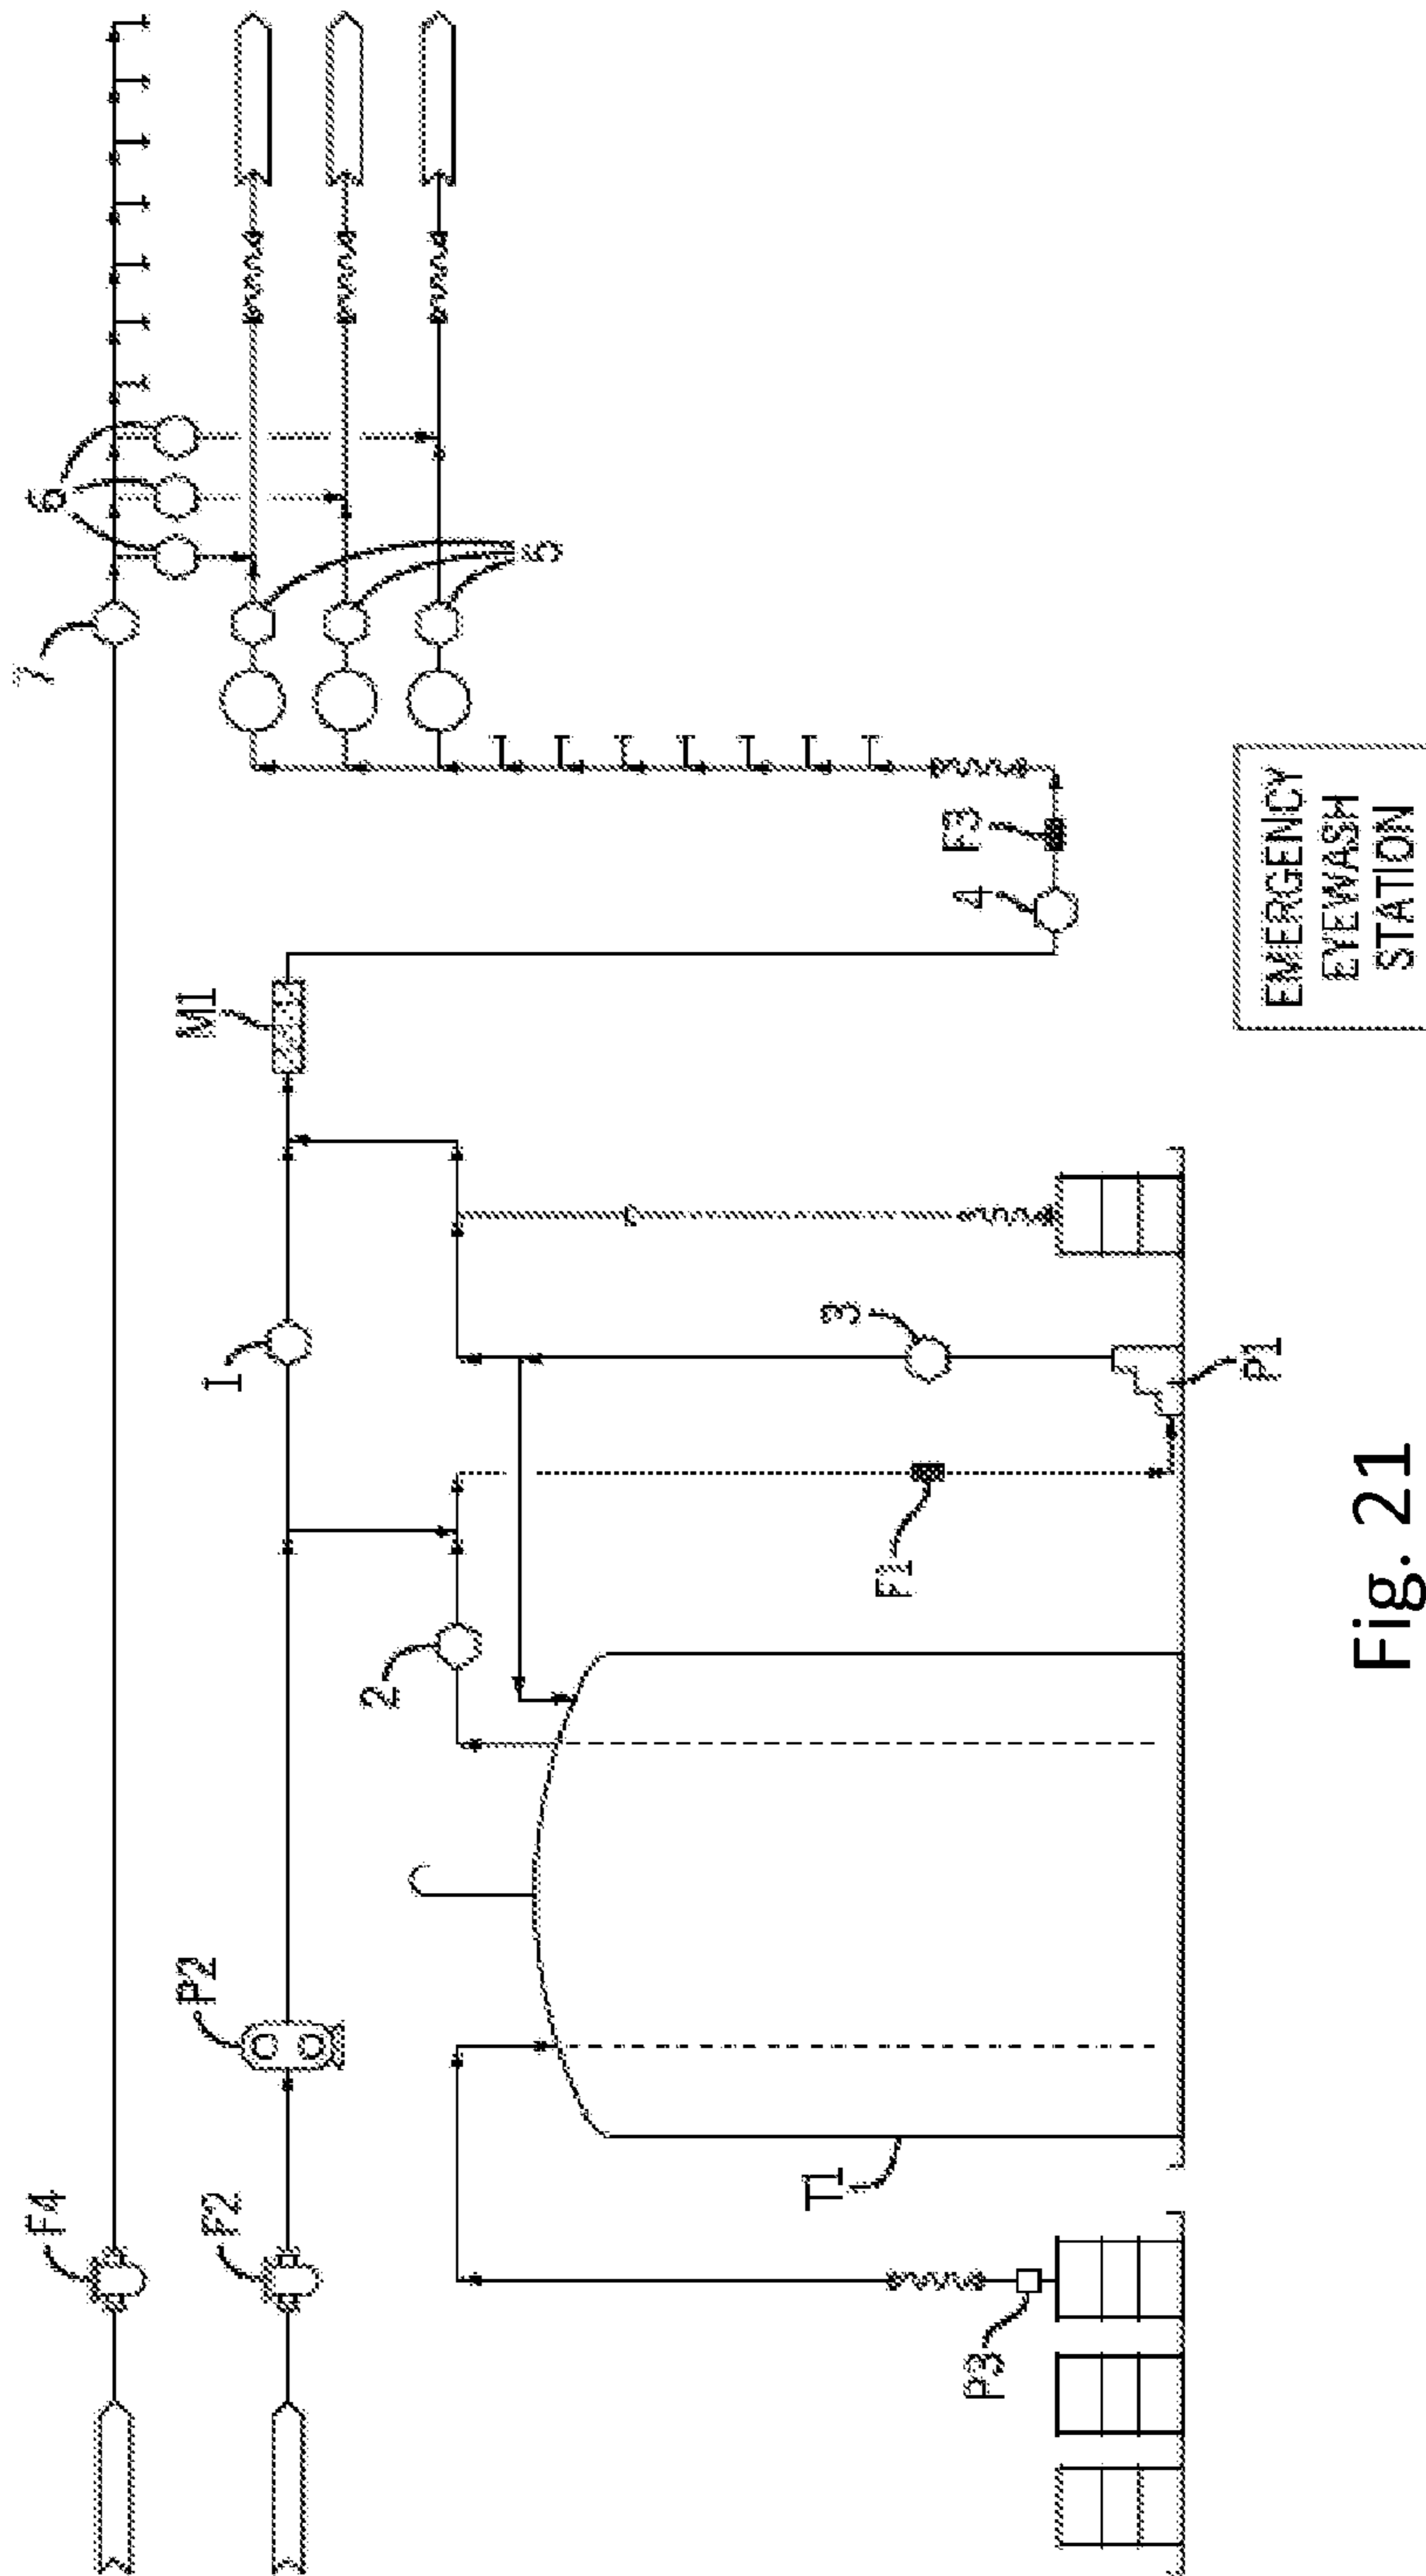 F4
7
6
F2
P2
1
M1
5
2
T1
F1
3
4
F3
P3
P1
EMERGENCY
EYEWASH
STATION
Fig. 21